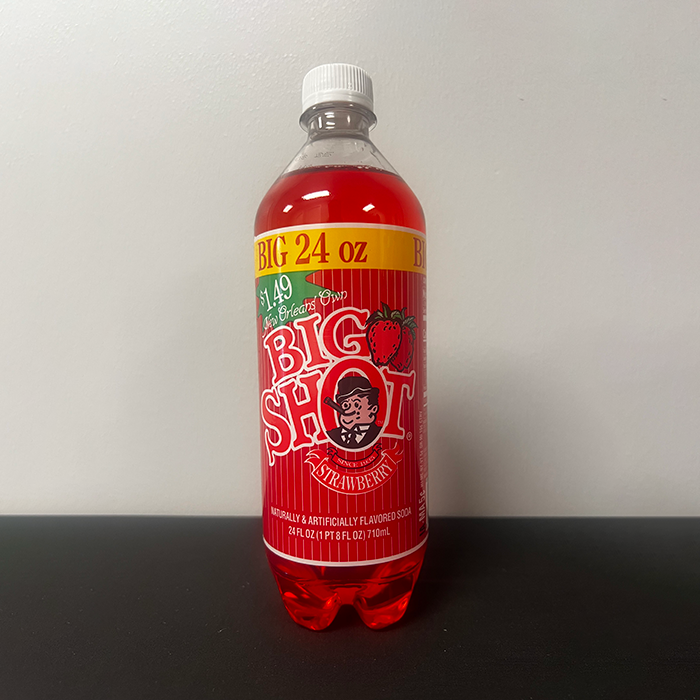 BIG 24 oz
$1.49
New Orleans' Own
BIG
SHOT
®
SINCE 1935
STRAWBERRY
NATURALLY & ARTIFICIALLY FLAVORED SODA
24 FL OZ (1 PT 8 FL OZ) 710mL